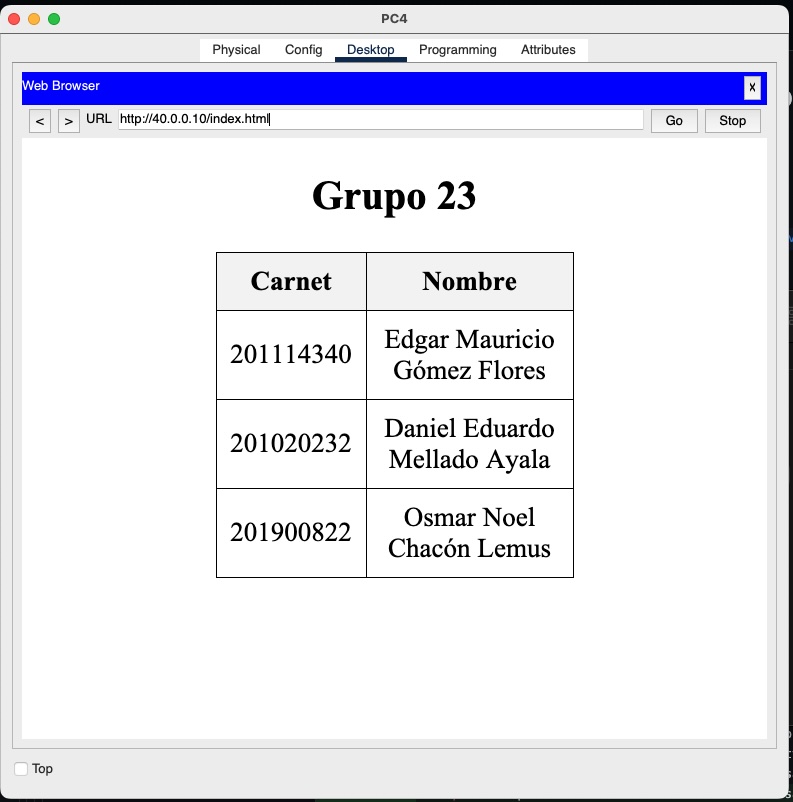 PC4
Physical Config Desktop Programming Attributes
Web Browser
X
< > URL http://40.0.0.10/index.html Go Stop
Grupo 23
Carnet Nombre
201114340 Edgar Mauricio
Gómez Flores
201020232 Daniel Eduardo
Mellado Ayala
201900822 Osmar Noel
Chacón Lemus
Top